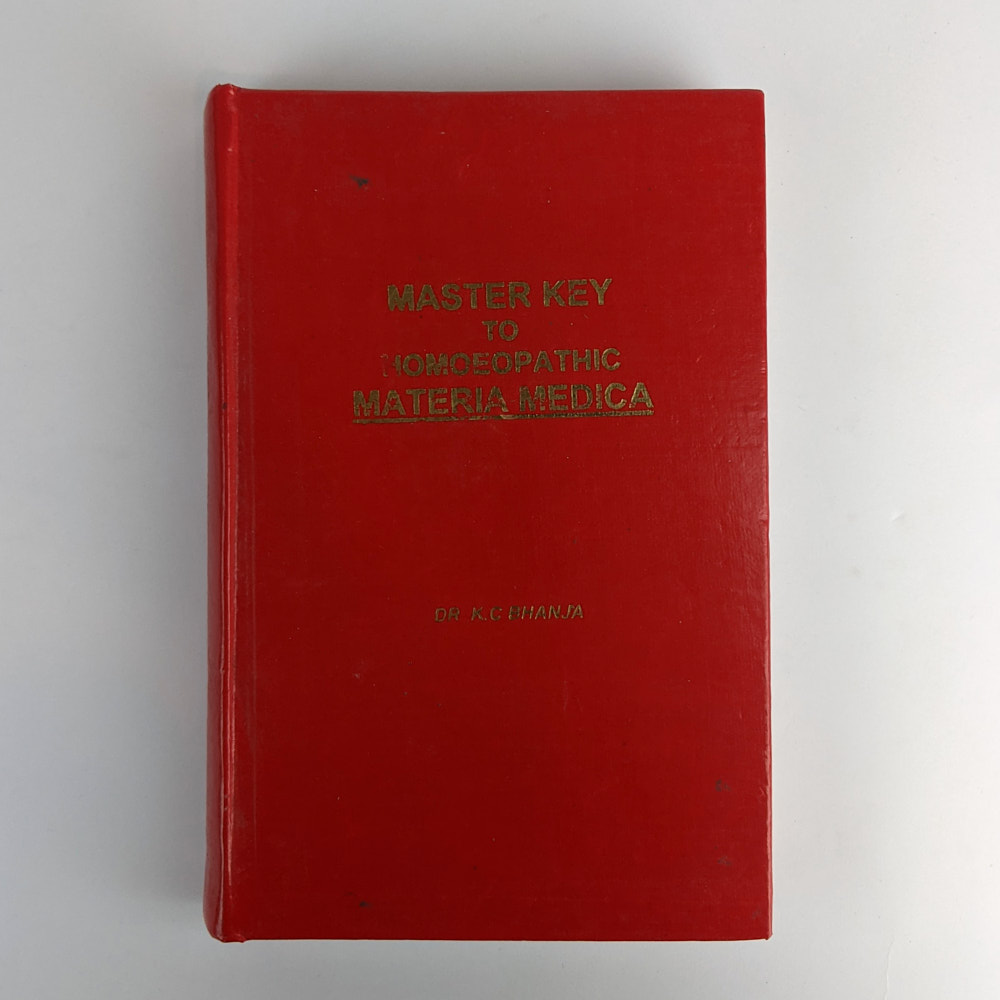 MASTER KEY
TO
HOMOEOPATHIC
MATERIA MEDICA
DR K.C BHANJA